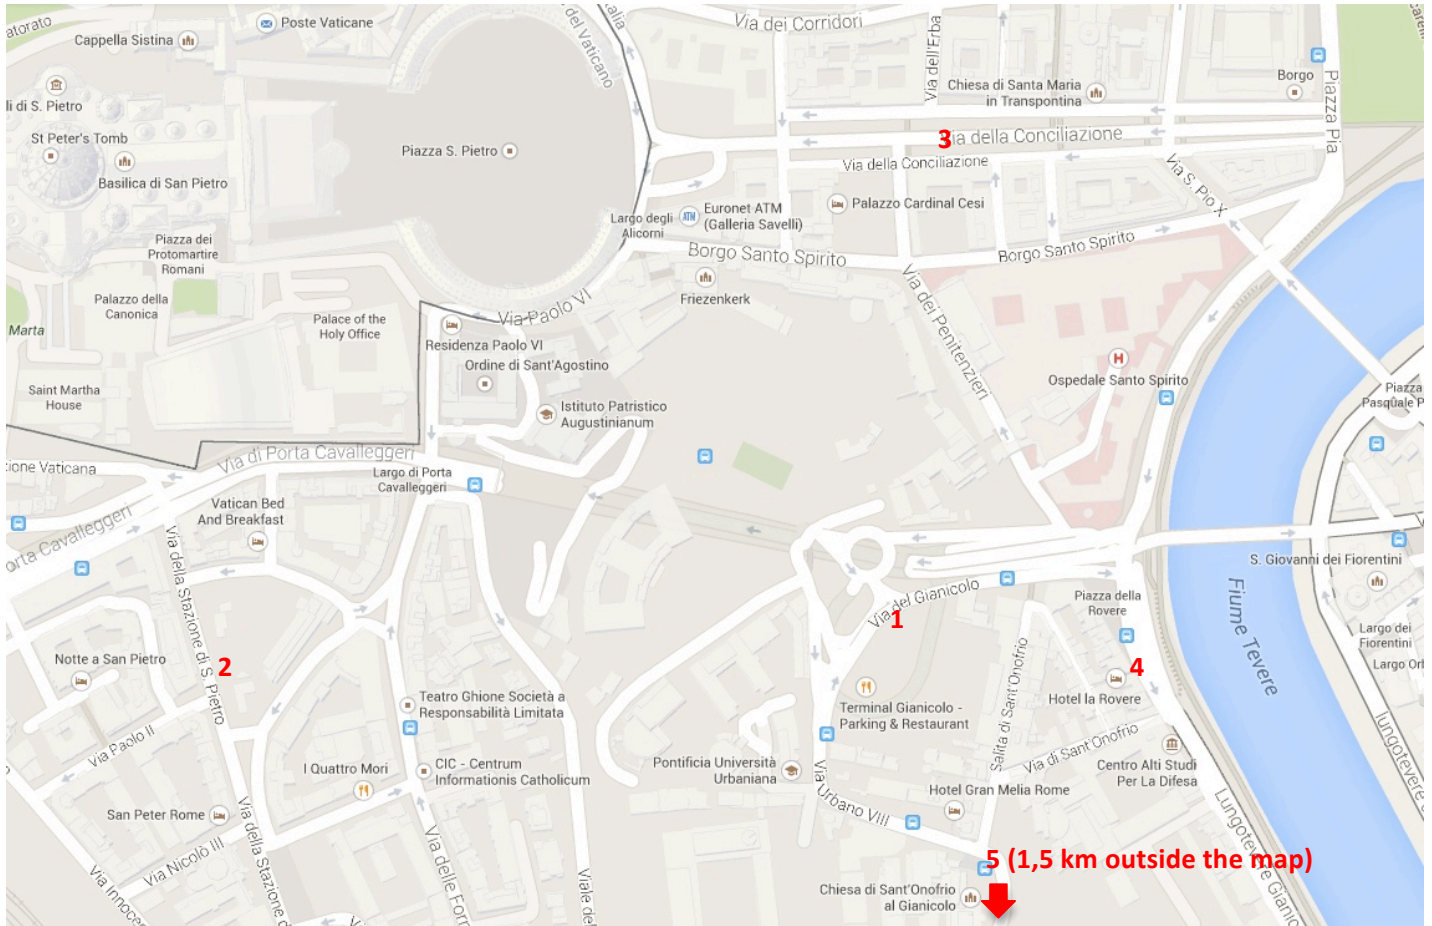 atorato
Poste Vaticane
Cappella Sistina
del Vaticano
Italia
Via dei Corridori
Via dell'Erba
Chiesa di Santa Maria
in Transpontina
Borgo
Piazza Pia
li di S. Pietro
St Peter's Tomb
Basilica di San Pietro
Piazza S. Pietro
3
Via della Conciliazione
Via della Conciliazione
Via S. Pio X
Palazzo Cardinal Cesi
Largo degli
Alicorni
ATM
Euronet ATM
(Galleria Savelli)
Piazza dei
Protomartire
Romani
Borgo Santo Spirito
Borgo Santo Spirito
Friezenkerk
Via dei Penitenzieri
Palazzo della
Canonica
Marta
Palace of the
Holy Office
Via Paolo VI
Residenza Paolo VI
Ordine di Sant'Agostino
H
Ospedale Santo Spirito
Saint Martha
House
Istituto Patristico
Augustinianum
Piazza
Pasquale P
zione Vaticana
Via di Porta Cavalleggeri
Largo di Porta
Cavalleggeri
Vatican Bed
And Breakfast
orta Cavalleggeri
Via della Stazione di S. Pietro
S. Giovanni dei Fiorentini
Fiume Tevere
Piazza della
Rovere
1
Via del Gianicolo
Largo dei
Fiorentini
Largo Or
Notte a San Pietro
2
4
Hotel la Rovere
Salita di Sant'Onofrio
Teatro Ghione Società a
Responsabilità Limitata
Terminal Gianicolo -
Parking & Restaurant
Via Paolo II
Via di Sant'Onofrio
I Quattro Mori
CIC - Centrum
Informationis Catholicum
Pontificia Università
Urbaniana
Centro Alti Studi
Per La Difesa
Hotel Gran Melia Rome
San Peter Rome
Via Urbano VIII
Via Nicolò III
Via della Stazione d
Via delle Forn
Viale del
Via Innoce
5 (1,5 km outside the map)
Chiesa di Sant'Onofrio
al Gianicolo
Lungotevere Gianic
lungotevere